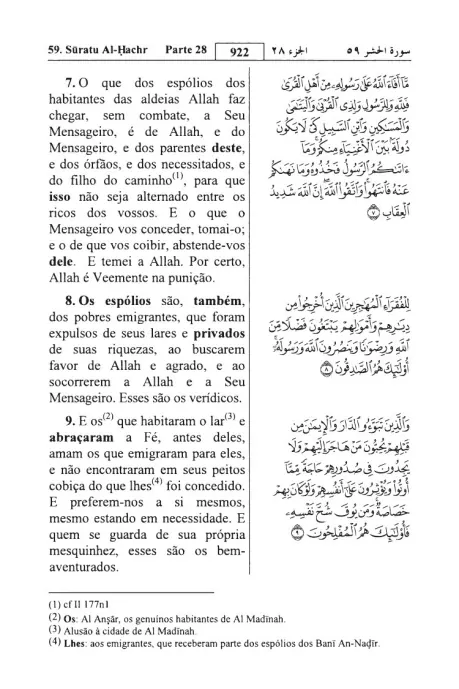 59. Sūratu Al-Ḥachr Parte 28 922 الجزء ٢٨ سورة الحشر ٥٩
7. O que dos espólios dos
habitantes das aldeias Allah faz
chegar, sem combate, a Seu
Mensageiro, é de Allah, e do
Mensageiro, e dos parentes deste,
e dos órfãos, e dos necessitados, e
do filho do caminho(1), para que
isso não seja alternado entre os
ricos dos vossos. E o que o
Mensageiro vos conceder, tomai-o;
e o de que vos coibir, abstende-vos
dele. E temei a Allah. Por certo,
Allah é Veemente na punição.
مَّآ أَفَآءَ ٱللَّهُ عَلَىٰ رَسُولِهِۦ مِنْ أَهْلِ ٱلْقُرَىٰ
فَلِلَّهِ وَلِلرَّسُولِ وَلِذِى ٱلْقُرْبَىٰ وَٱلْيَتَٰمَىٰ
وَٱلْمَسَٰكِينِ وَٱبْنِ ٱلسَّبِيلِ كَىْ لَا يَكُونَ
دُولَةًۢ بَيْنَ ٱلْأَغْنِيَآءِ مِنكُمْ ۚ وَمَآ
ءَاتَىٰكُمُ ٱلرَّسُولُ فَخُذُوهُ وَمَا نَهَىٰكُمْ
عَنْهُ فَٱنتَهُوا۟ ۚ وَٱتَّقُوا۟ ٱللَّهَ ۖ إِنَّ ٱللَّهَ شَدِيدُ
ٱلْعِقَابِ ٧
8. Os espólios são, também,
dos pobres emigrantes, que foram
expulsos de seus lares e privados
de suas riquezas, ao buscarem
favor de Allah e agrado, e ao
socorrerem a Allah e a Seu
Mensageiro. Esses são os verídicos.
لِلْفُقَرَآءِ ٱلْمُهَٰجِرِينَ ٱلَّذِينَ أُخْرِجُوا۟ مِن
دِيَٰرِهِمْ وَأَمْوَٰلِهِمْ يَبْتَغُونَ فَضْلًا مِّنَ
ٱللَّهِ وَرِضْوَٰنًا وَيَنصُرُونَ ٱللَّهَ وَرَسُولَهُۥٓ ۚ
أُو۟لَٰٓئِكَ هُمُ ٱلصَّٰدِقُونَ ٨
9. E os(2) que habitaram o lar(3) e
abraçaram a Fé, antes deles,
amam os que emigraram para eles,
e não encontraram em seus peitos
cobiça do que lhes(4) foi concedido.
E preferem-nos a si mesmos,
mesmo estando em necessidade. E
quem se guarda de sua própria
mesquinhez, esses são os bem-
aventurados.
وَٱلَّذِينَ تَبَوَّءُو ٱلدَّارَ وَٱلْإِيمَٰنَ مِن
قَبْلِهِمْ يُحِبُّونَ مَنْ هَاجَرَ إِلَيْهِمْ وَلَا
يَجِدُونَ فِى صُدُورِهِمْ حَاجَةً مِّمَّآ
أُوتُوا۟ وَيُؤْثِرُونَ عَلَىٰٓ أَنفُسِهِمْ وَلَوْ كَانَ بِهِمْ
خَصَاصَةٌ ۚ وَمَن يُوقَ شُحَّ نَفْسِهِۦ
فَأُو۟لَٰٓئِكَ هُمُ ٱلْمُفْلِحُونَ ٩
(1) cf II 177n1
(2) Os: Al Anṣār, os genuínos habitantes de Al Madīnah.
(3) Alusão à cidade de Al Madīnah.
(4) Lhes: aos emigrantes, que receberam parte dos espólios dos Banī An-Naḍīr.